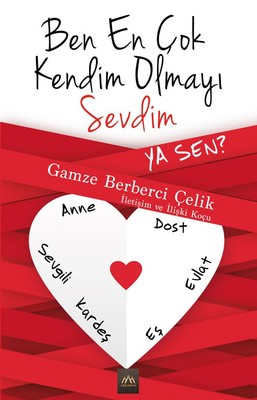 Ben En Çok
Kendim Olmayı
Sevdim
YA SEN?
Gamze Berberci Çelik
İletişim ve İlişki Koçu
Anne
Dost
Sevgili
Evlat
Kardeş
Eş